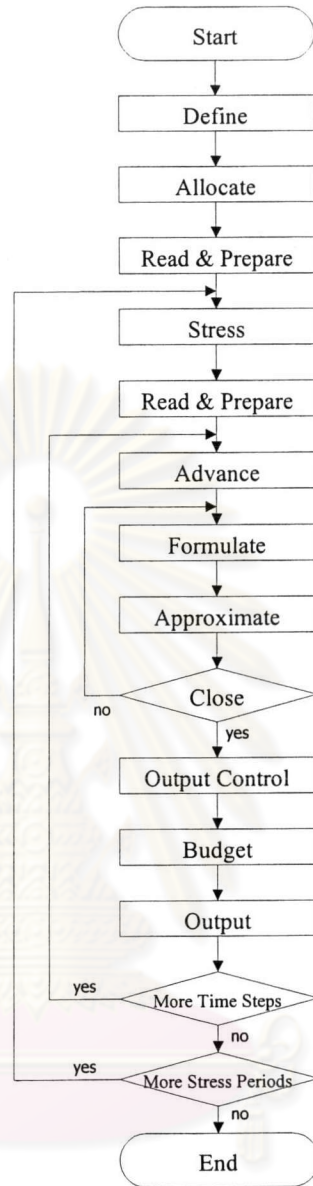 Start
Define
Allocate
Read & Prepare
Stress
Read & Prepare
Advance
Formulate
Approximate
Close
no
yes
Output Control
Budget
Output
yes
More Time Steps
no
yes
More Stress Periods
no
End